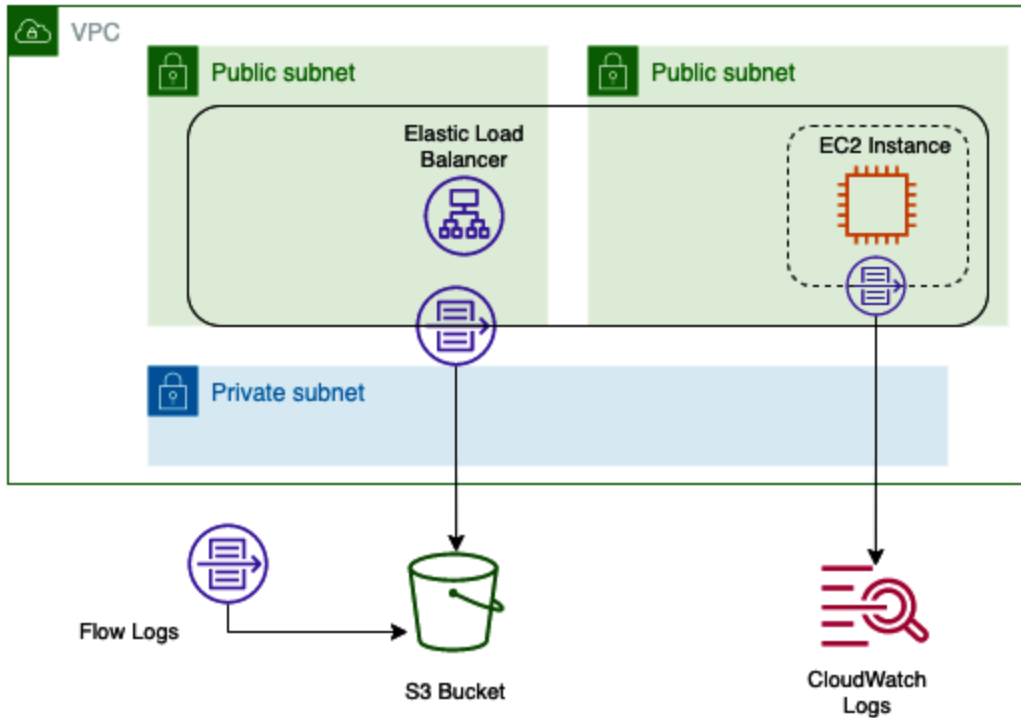 VPC
Public subnet
Public subnet
Elastic Load
Balancer
EC2 Instance
Private subnet
Flow Logs
S3 Bucket
CloudWatch
Logs